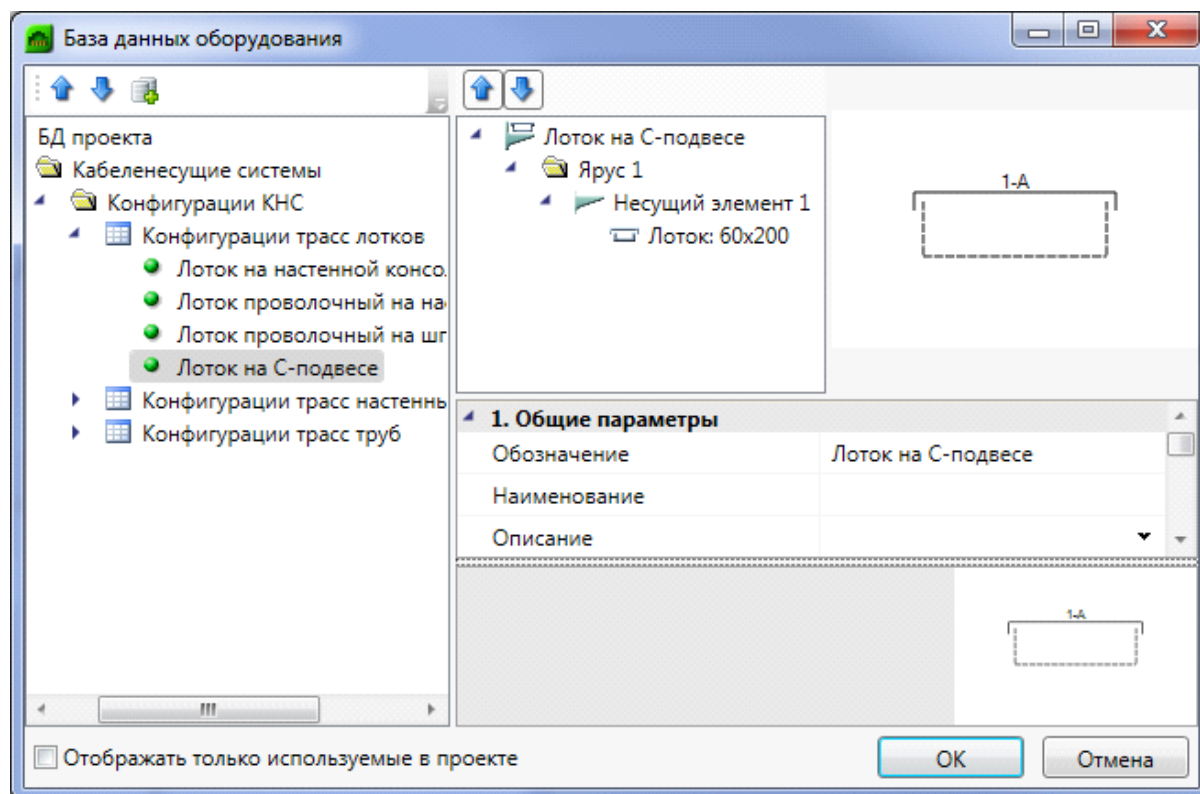 База данных оборудования
БД проекта
Кабеленесущие системы
Конфигурации КНС
Конфигурации трасс лотков
Лоток на настенной консо
Лоток проволочный на на
Лоток проволочный на шп
Лоток на С-подвесе
Конфигурации трасс настеннь
Конфигурации трасс труб
Лоток на С-подвесе
Ярус 1
Несущий элемент 1
Лоток: 60x200
1-А
1. Общие параметры
Обозначение Лоток на С-подвесе
Наименование
Описание
1-А
Отображать только используемые в проекте
ОК Отмена